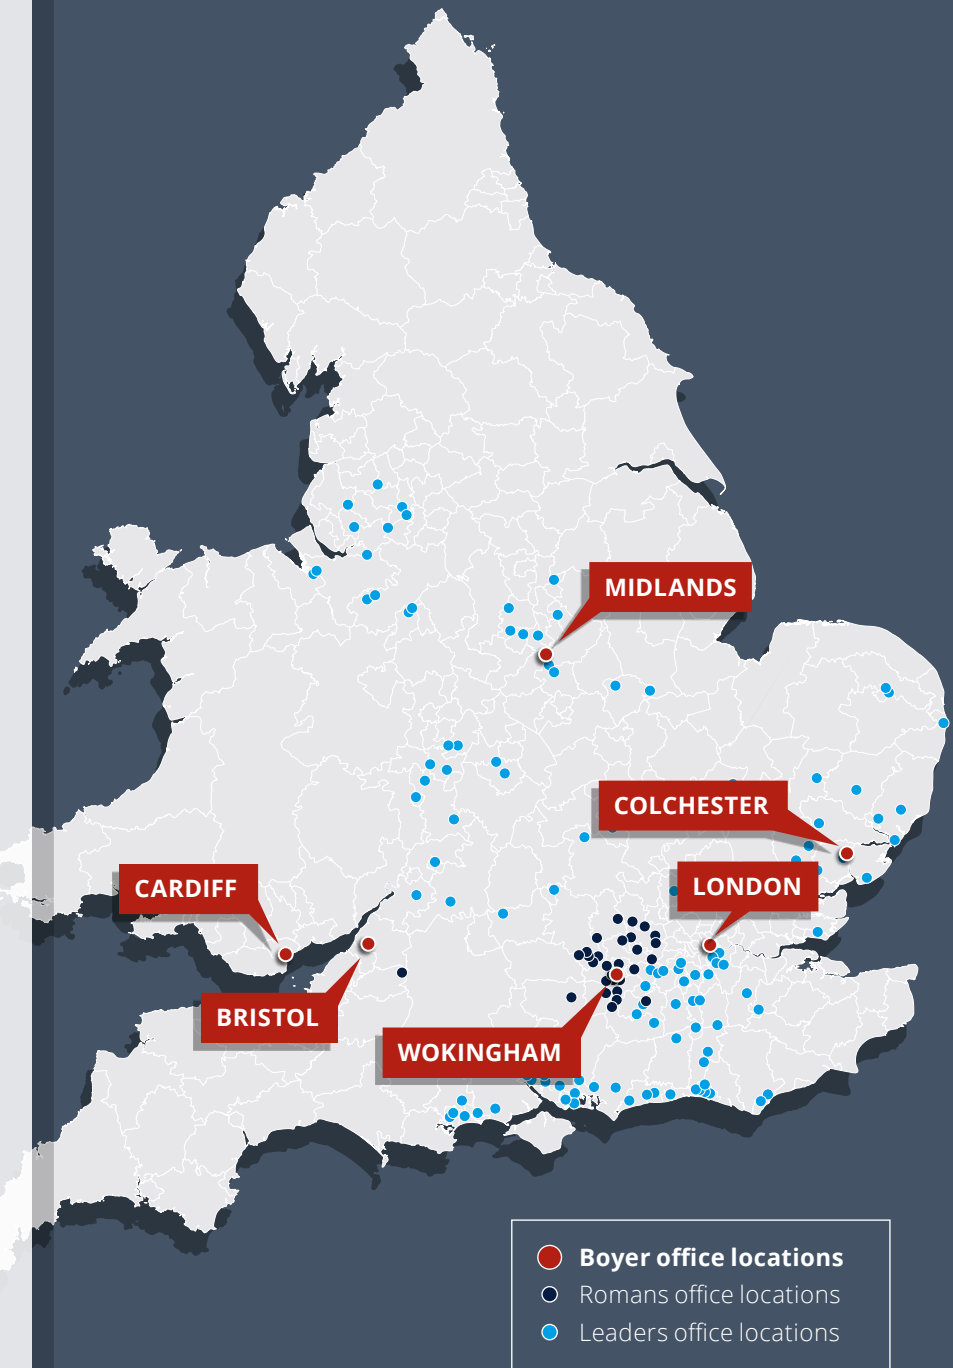 MIDLANDS
COLCHESTER
LONDON
CARDIFF
BRISTOL
WOKINGHAM
Boyer office locations
Romans office locations
Leaders office locations